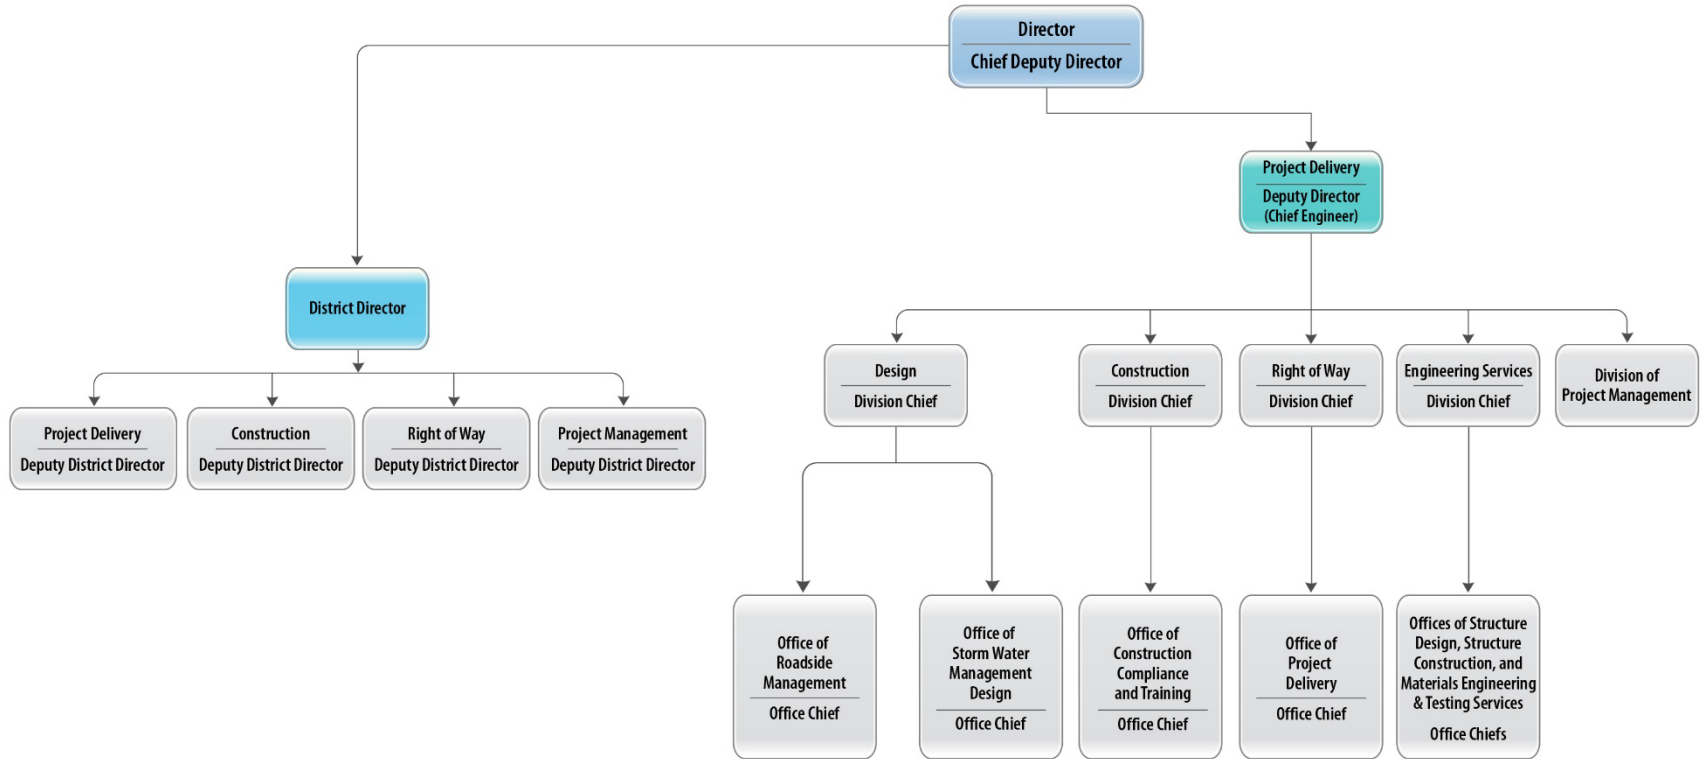 Director
Chief Deputy Director
Project Delivery
Deputy Director
(Chief Engineer)
District Director
Project Delivery
Deputy District Director
Construction
Deputy District Director
Right of Way
Deputy District Director
Project Management
Deputy District Director
Design
Division Chief
Construction
Division Chief
Right of Way
Division Chief
Engineering Services
Division Chief
Division of
Project Management
Office of
Roadside
Management
Office Chief
Office of
Storm Water
Management
Design
Office Chief
Office of
Construction
Compliance
and Training
Office Chief
Office of
Project
Delivery
Office Chief
Offices of Structure
Design, Structure
Construction, and
Materials Engineering
& Testing Services
Office Chiefs